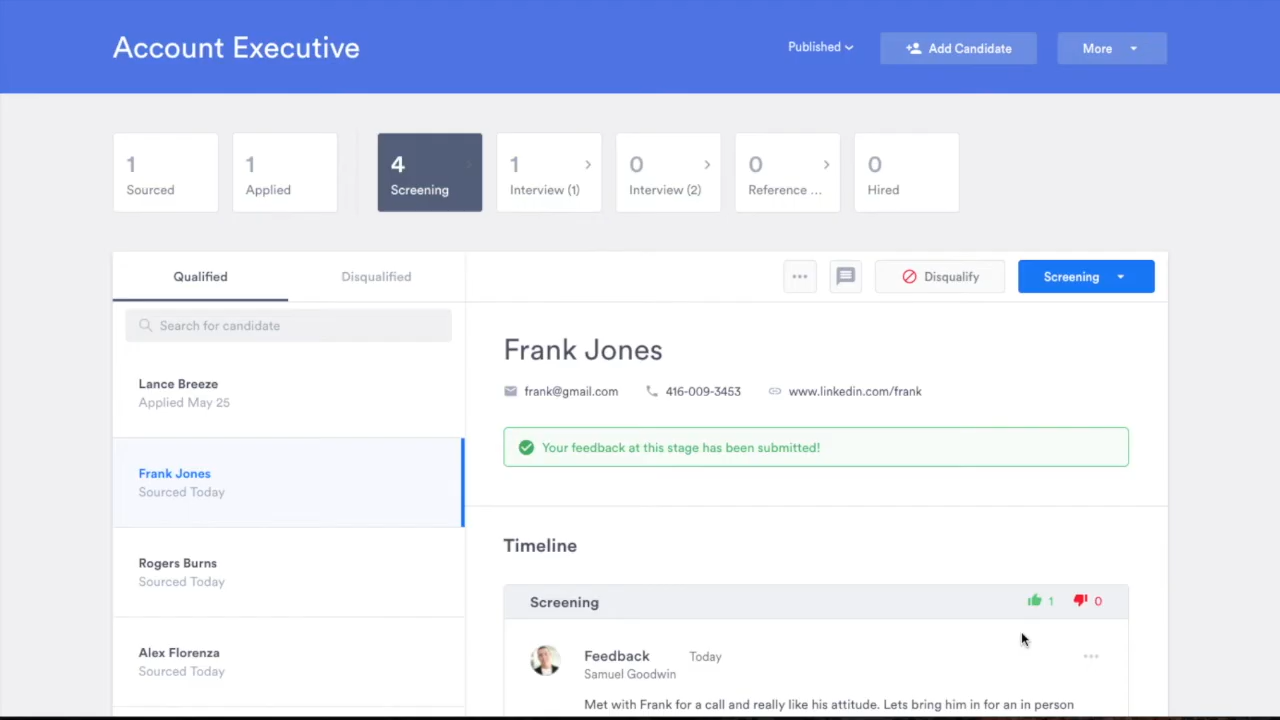 Account Executive
Published
Add Candidate
More
1
Sourced
1
Applied
4
Screening
1
Interview (1)
0
Interview (2)
0
Reference ...
0
Hired
Qualified
Disqualified
Disqualify
Screening
Search for candidate
Lance Breeze
Applied May 25
Frank Jones
Sourced Today
Rogers Burns
Sourced Today
Alex Florenza
Sourced Today
Frank Jones
frank@gmail.com
416-009-3453
www.linkedin.com/frank
Your feedback at this stage has been submitted!
Timeline
Screening
1
0
Feedback
Today
Samuel Goodwin
Met with Frank for a call and really like his attitude. Lets bring him in for an in person